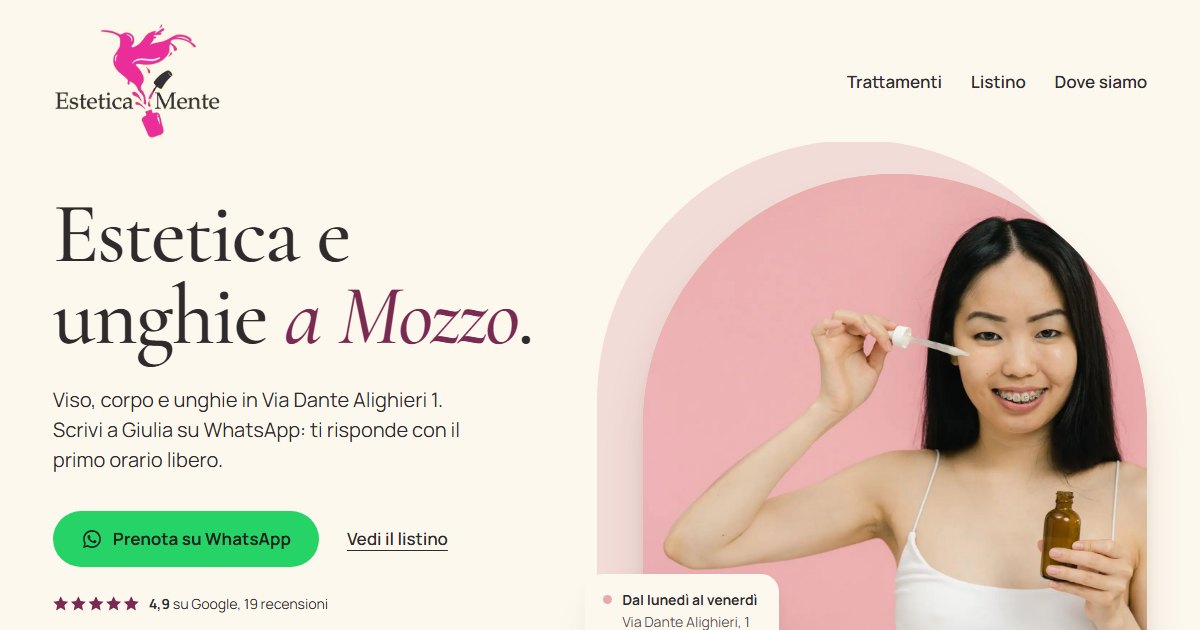 Estetica Mente
Trattamenti Listino Dove siamo
Estetica e
unghie a Mozzo.
Viso, corpo e unghie in Via Dante Alighieri 1.
Scrivi a Giulia su WhatsApp: ti risponde con il
primo orario libero.
Prenota su WhatsApp Vedi il listino
4,9 su Google, 19 recensioni
Dal lunedì al venerdì
Via Dante Alighieri, 1